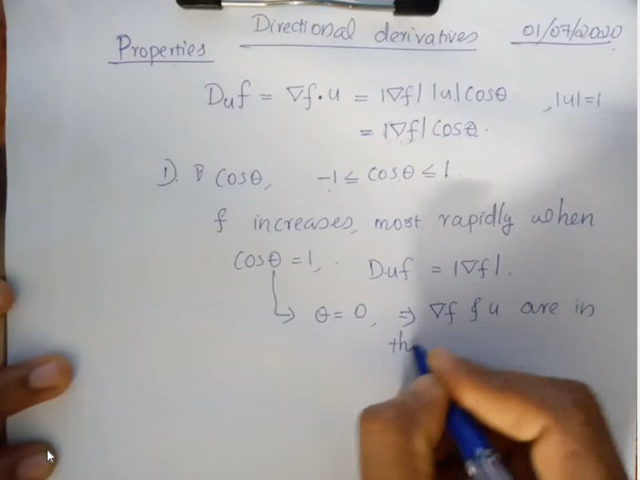 Directional derivatives 01/07/2020
Properties
Duf = ∇f·u = |∇f| |u| cosθ , |u|=1
= |∇f| cosθ.
1). B cosθ, -1 ≤ cosθ ≤ 1.
f increases, most rapidly when
cosθ = 1, . Duf = |∇f|.
↳ θ = 0, ⇒ ∇f & u are in
th